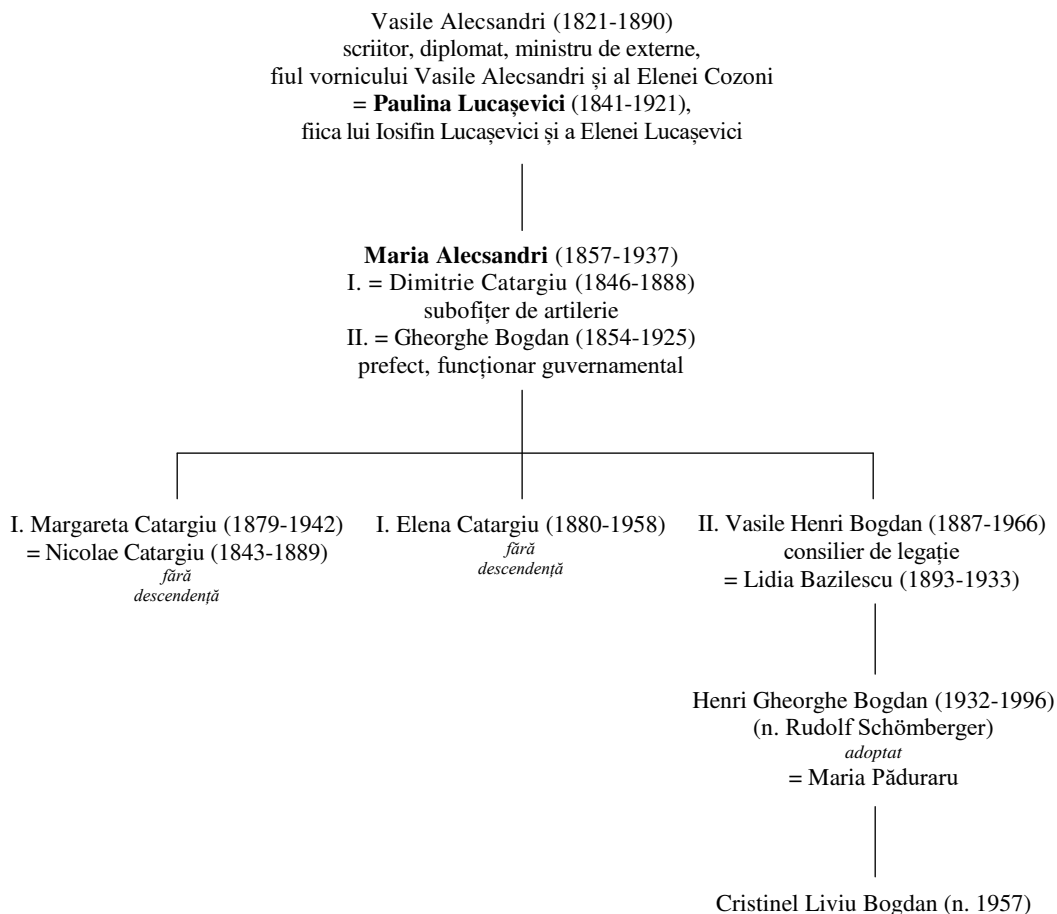 Vasile Alecsandri (1821-1890)
scriitor, diplomat, ministru de externe,
fiul vornicului Vasile Alecsandri și al Elenei Cozoni
= Paulina Lucașevici (1841-1921),
fiica lui Iosifin Lucașevici și a Elenei Lucașevici
Maria Alecsandri (1857-1937)
I. = Dimitrie Catargiu (1846-1888)
subofițer de artilerie
II. = Gheorghe Bogdan (1854-1925)
prefect, funcționar guvernamental
I. Margareta Catargiu (1879-1942)
= Nicolae Catargiu (1843-1889)
fără
descendență
I. Elena Catargiu (1880-1958)
fără
descendență
II. Vasile Henri Bogdan (1887-1966)
consilier de legație
= Lidia Bazilescu (1893-1933)
Henri Gheorghe Bogdan (1932-1996)
(n. Rudolf Schömberger)
adoptat
= Maria Păduraru
Cristinel Liviu Bogdan (n. 1957)